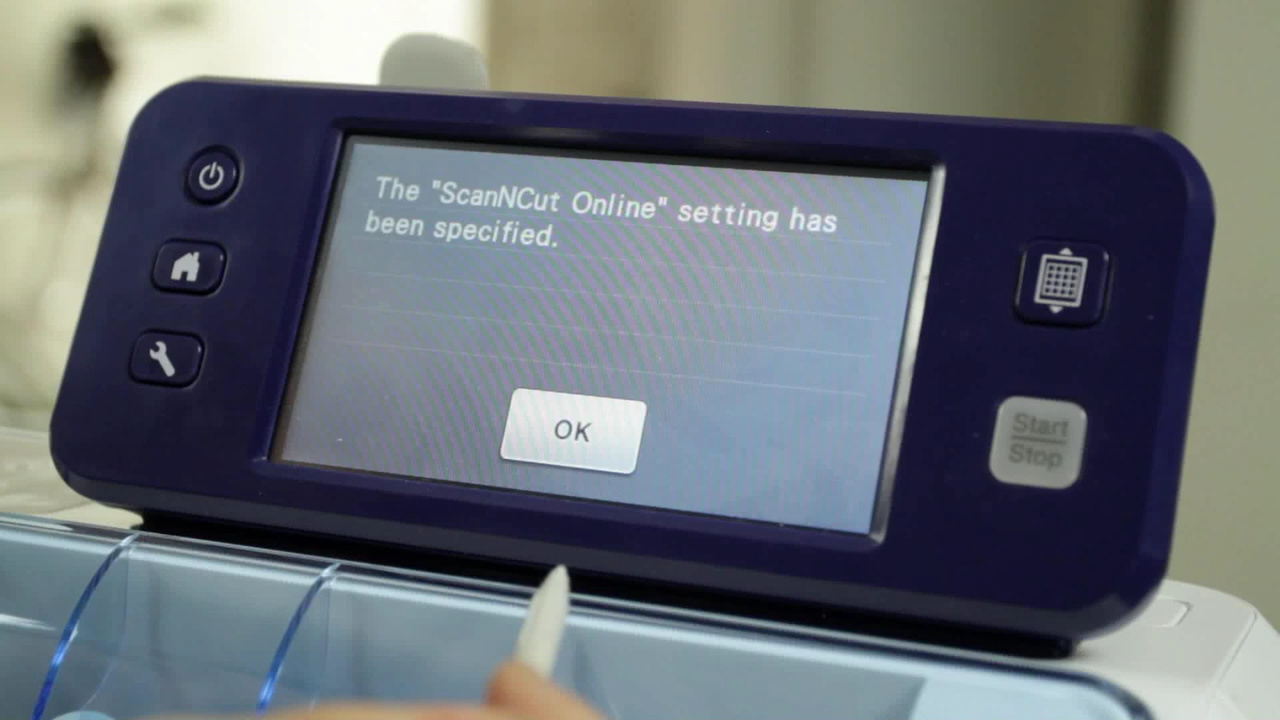 The "ScanNCut Online" setting has
been specified.
OK
Start
Stop